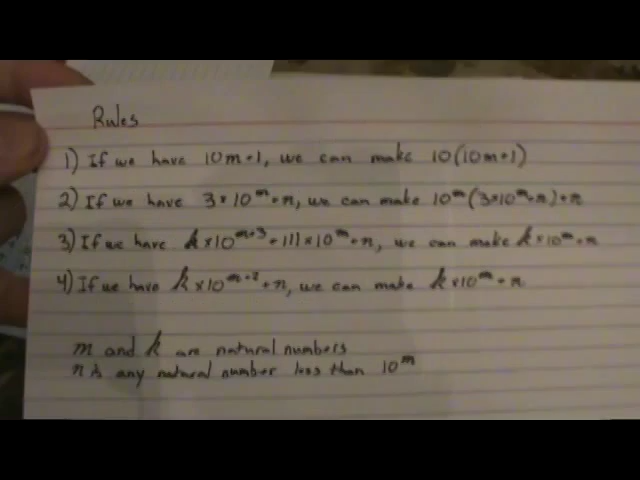 Rules
1) If we have 10m+1, we can make 10(10m+1)
2) If we have 3×10^m+n, we can make 10^m(3×10^m+n)+n
3) If we have k×10^{m+3}+111×10^m+n, we can make k×10^m+n
4) If we have k×10^{m+2}+n, we can make k×10^m+n
m and k are natural numbers
n is any natural number less than 10^m